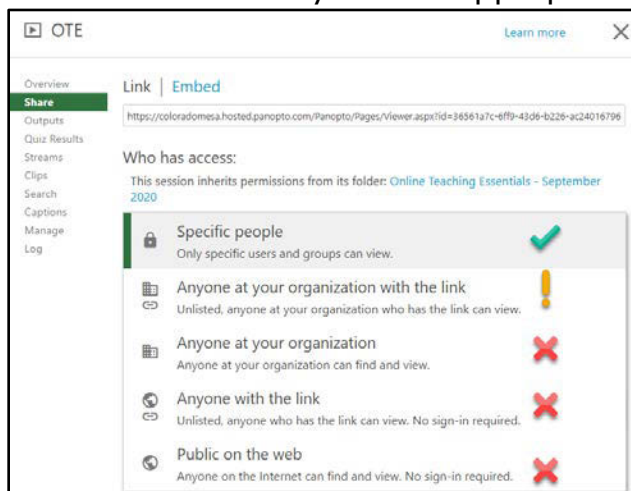 OTE
Learn more
Overview
Share
Outputs
Quiz Results
Streams
Clips
Search
Captions
Manage
Log
Link | Embed
https://coloradomesa.hosted.panopto.com/Panopto/Pages/Viewer.aspx?id=36561a7c-6ff9-43d6-b226-ac24016796
Who has access:
This session inherits permissions from its folder: Online Teaching Essentials - September
2020
Specific people
Only specific users and groups can view.
Anyone at your organization with the link
Unlisted, anyone at your organization who has the link can view.
Anyone at your organization
Anyone at your organization can find and view.
Anyone with the link
Unlisted, anyone who has the link can view. No sign-in required.
Public on the web
Anyone on the Internet can find and view. No sign-in required.